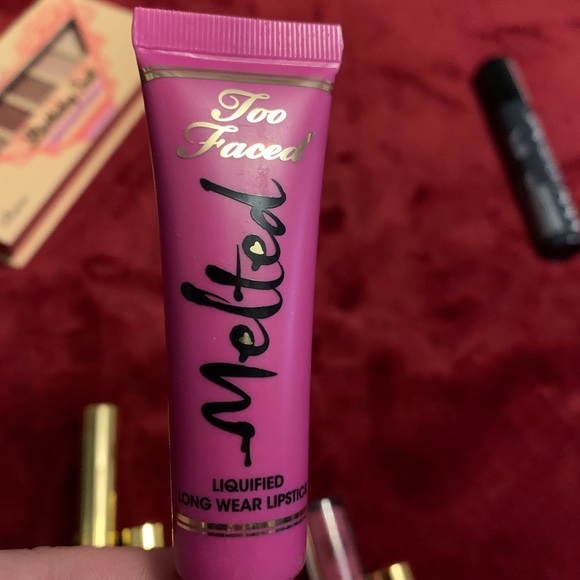 Too
Faced
Melted
LIQUIFIED
LONG WEAR LIPSTICK